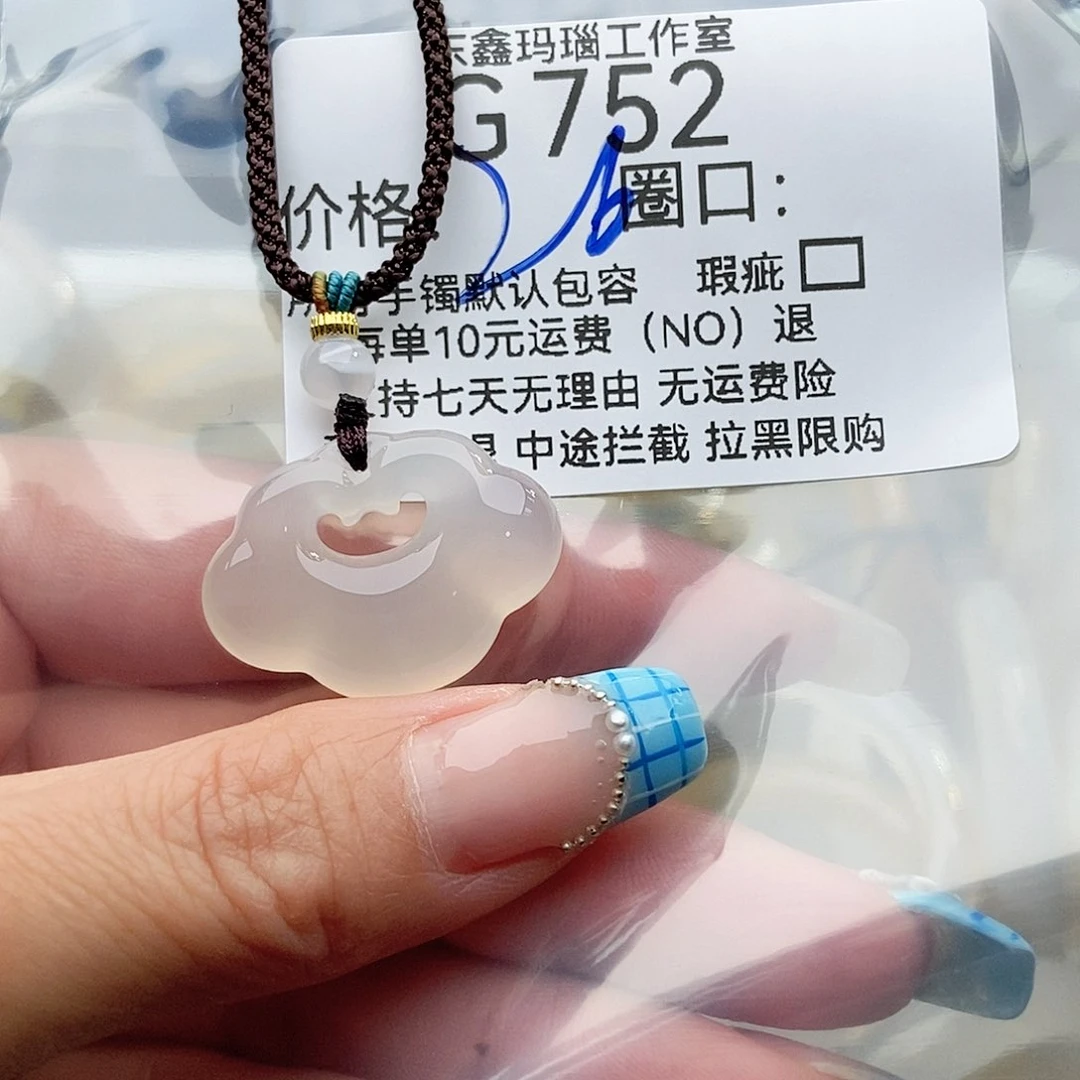 鑫玛瑙工作室
G752
价格 圈口：
手镯默认包容 瑕疵
每单10元运费（NO）退
持七天无理由 无运费险
退 中途拦截 拉黑限购